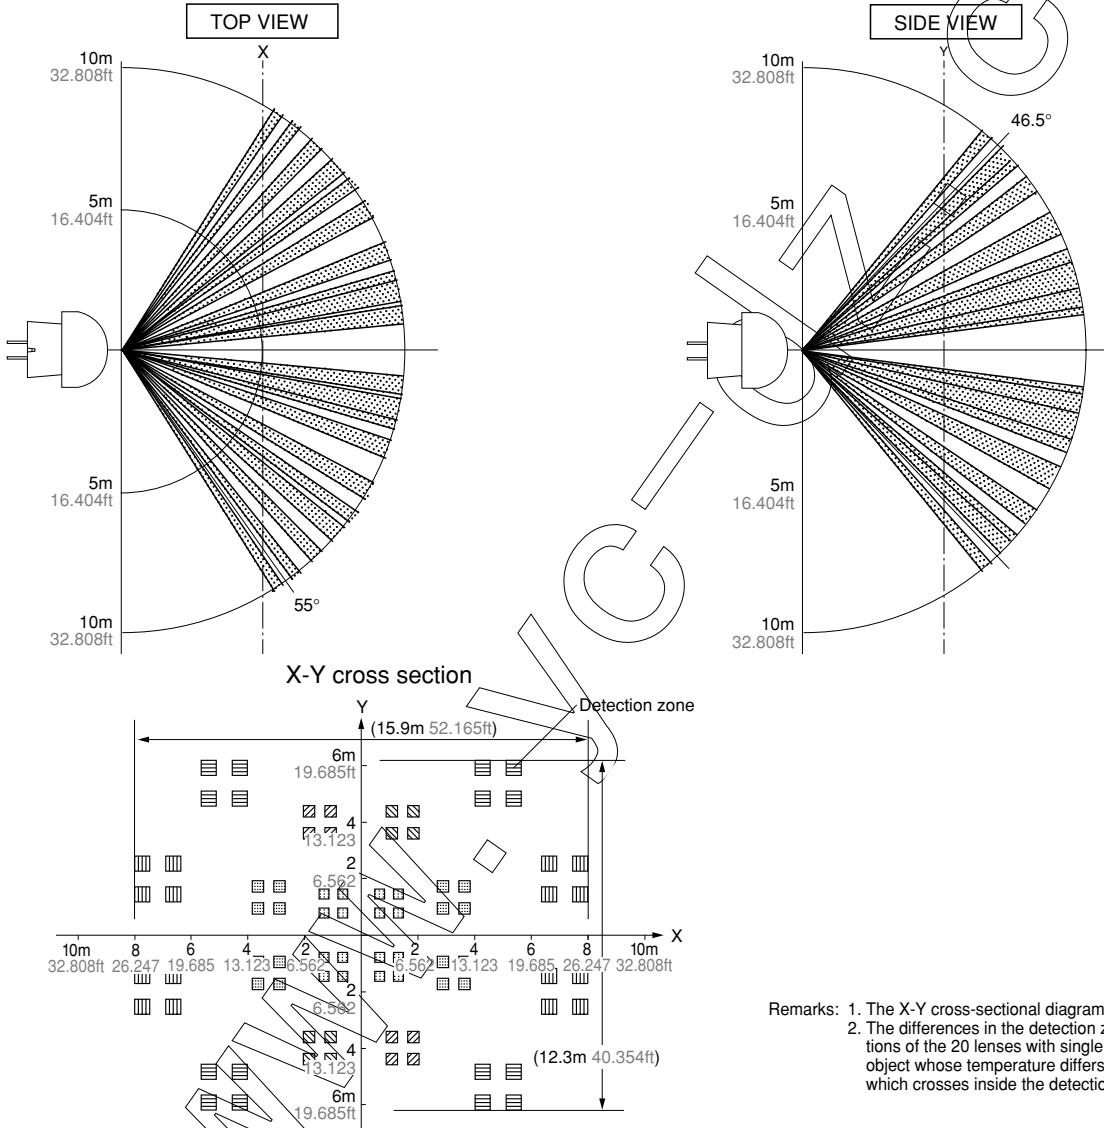 TOP VIEW
X
10m
32.808ft
5m
16.404ft
5m
16.404ft
10m
32.808ft
55°
SIDE VIEW
Y
10m
32.808ft
46.5°
5m
16.404ft
5m
16.404ft
10m
32.808ft
X-Y cross section
Y
Detection zone
(15.9m 52.165ft)
6m
19.685ft
4
13.123
2
6.562
X
10m 8 6 4 2 2 4 6 8 10m
32.808ft 26.247 19.685 13.123 6.562 6.562 13.123 19.685 26.247 32.808ft
2
6.562
4
13.123
(12.3m 40.354ft)
6m
19.685ft
Remarks: 1. The X-Y cross-sectional diagram
2. The differences in the detection z
tions of the 20 lenses with single
object whose temperature differs
which crosses inside the detectio